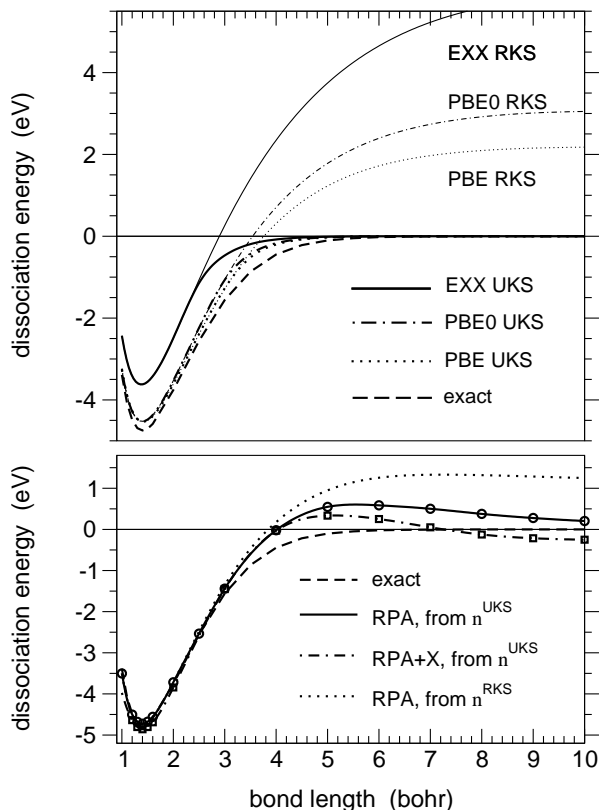 4
2
0
-2
-4
dissociation energy (eV)
EXX RKS
PBE0 RKS
PBE RKS
EXX UKS
PBE0 UKS
PBE UKS
exact
1
0
-1
-2
-3
-4
-5
dissociation energy (eV)
exact
RPA, from n^UKS
RPA+X, from n^UKS
RPA, from n^RKS
1 2 3 4 5 6 7 8 9 10
bond length (bohr)